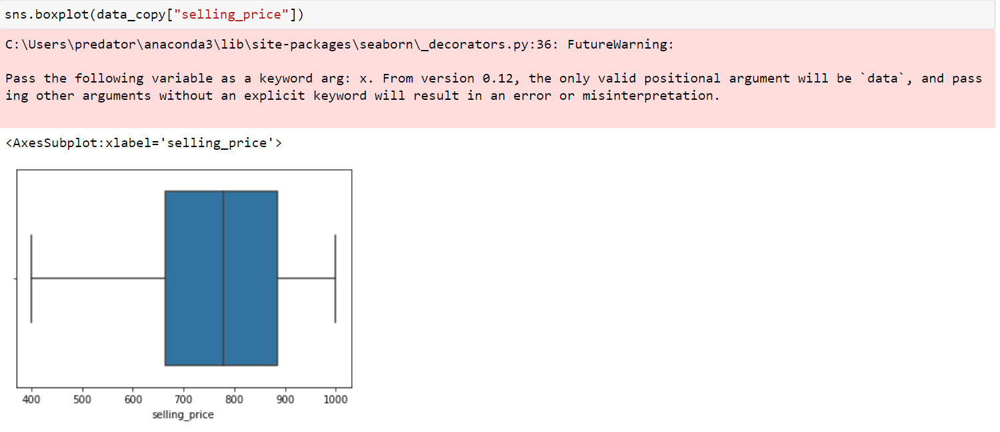 sns.boxplot(data_copy["selling_price"])
C:\Users\predator\anaconda3\lib\site-packages\seaborn\_decorators.py:36: FutureWarning:
Pass the following variable as a keyword arg: x. From version 0.12, the only valid positional argument will be `data`, and pass
ing other arguments without an explicit keyword will result in an error or misinterpretation.
<AxesSubplot:xlabel='selling_price'>
400 500 600 700 800 900 1000
selling_price